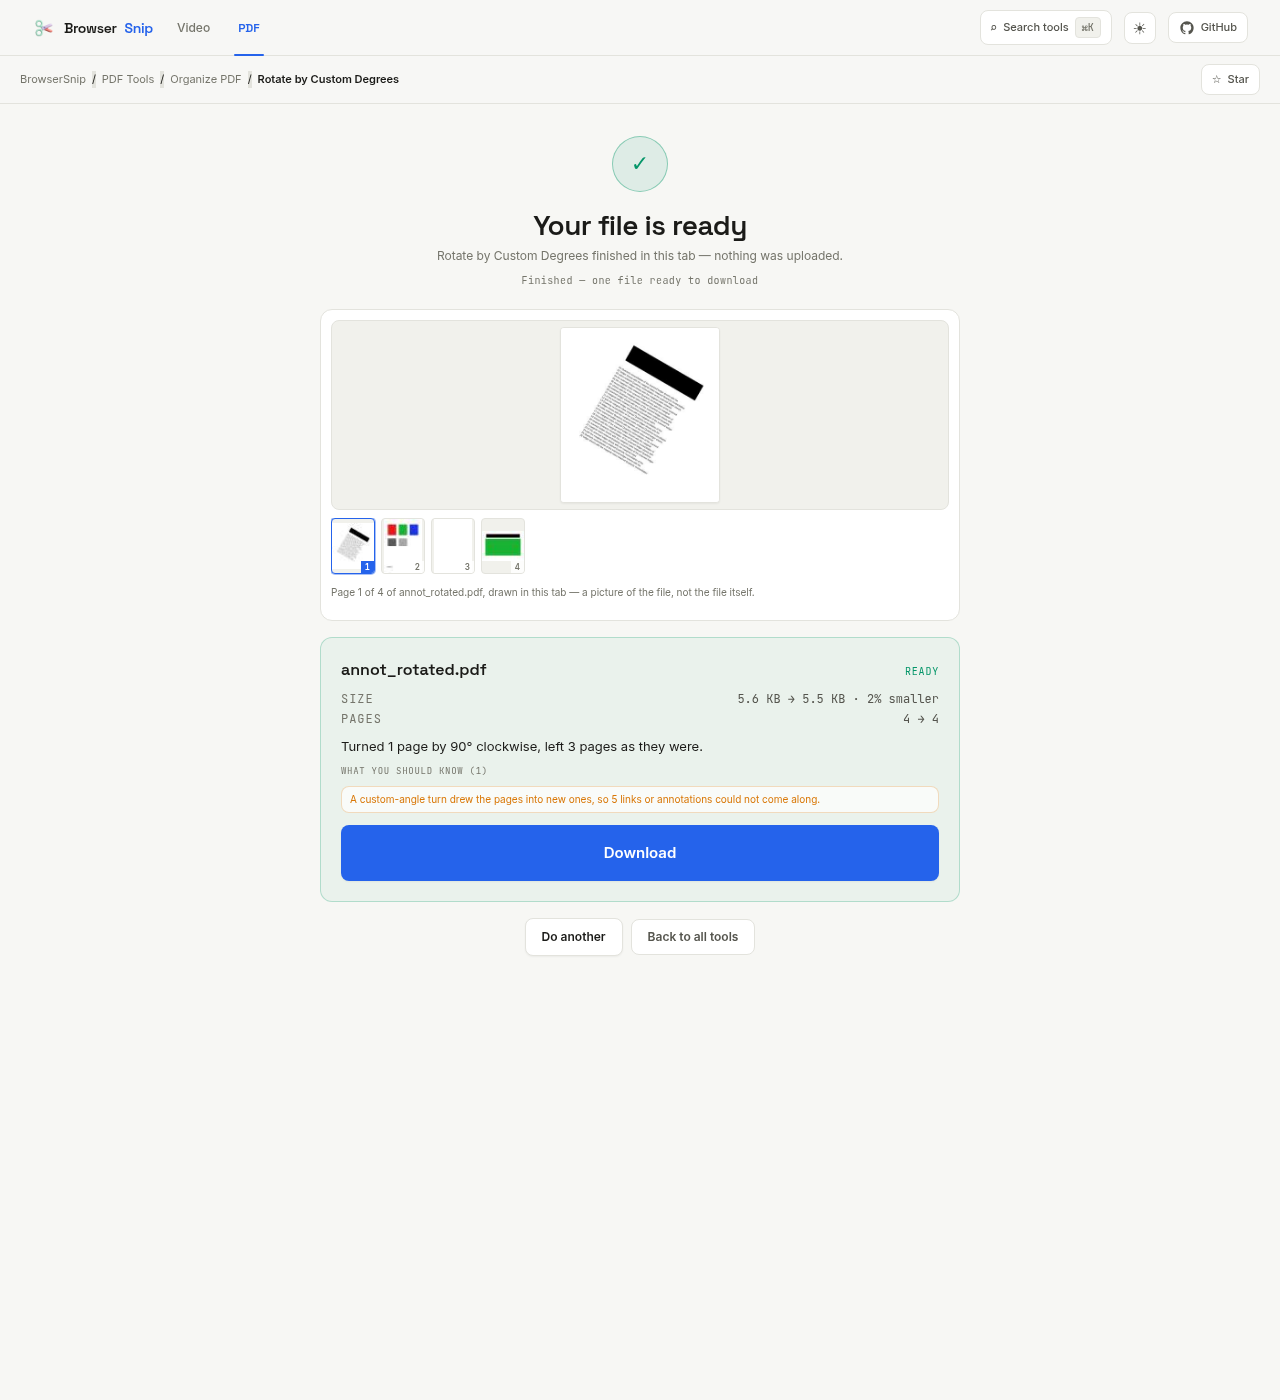 Browser Snip Video PDF Search tools ⌘K GitHub
BrowserSnip / PDF Tools / Organize PDF / Rotate by Custom Degrees ☆ Star
✓
Your file is ready
Rotate by Custom Degrees finished in this tab — nothing was uploaded.
Finished — one file ready to download
1 2 3 4
Page 1 of 4 of annot_rotated.pdf, drawn in this tab — a picture of the file, not the file itself.
annot_rotated.pdf READY
SIZE 5.6 KB → 5.5 KB · 2% smaller
PAGES 4 → 4
Turned 1 page by 90° clockwise, left 3 pages as they were.
WHAT YOU SHOULD KNOW (1)
A custom-angle turn drew the pages into new ones, so 5 links or annotations could not come along.
Download
Do another Back to all tools